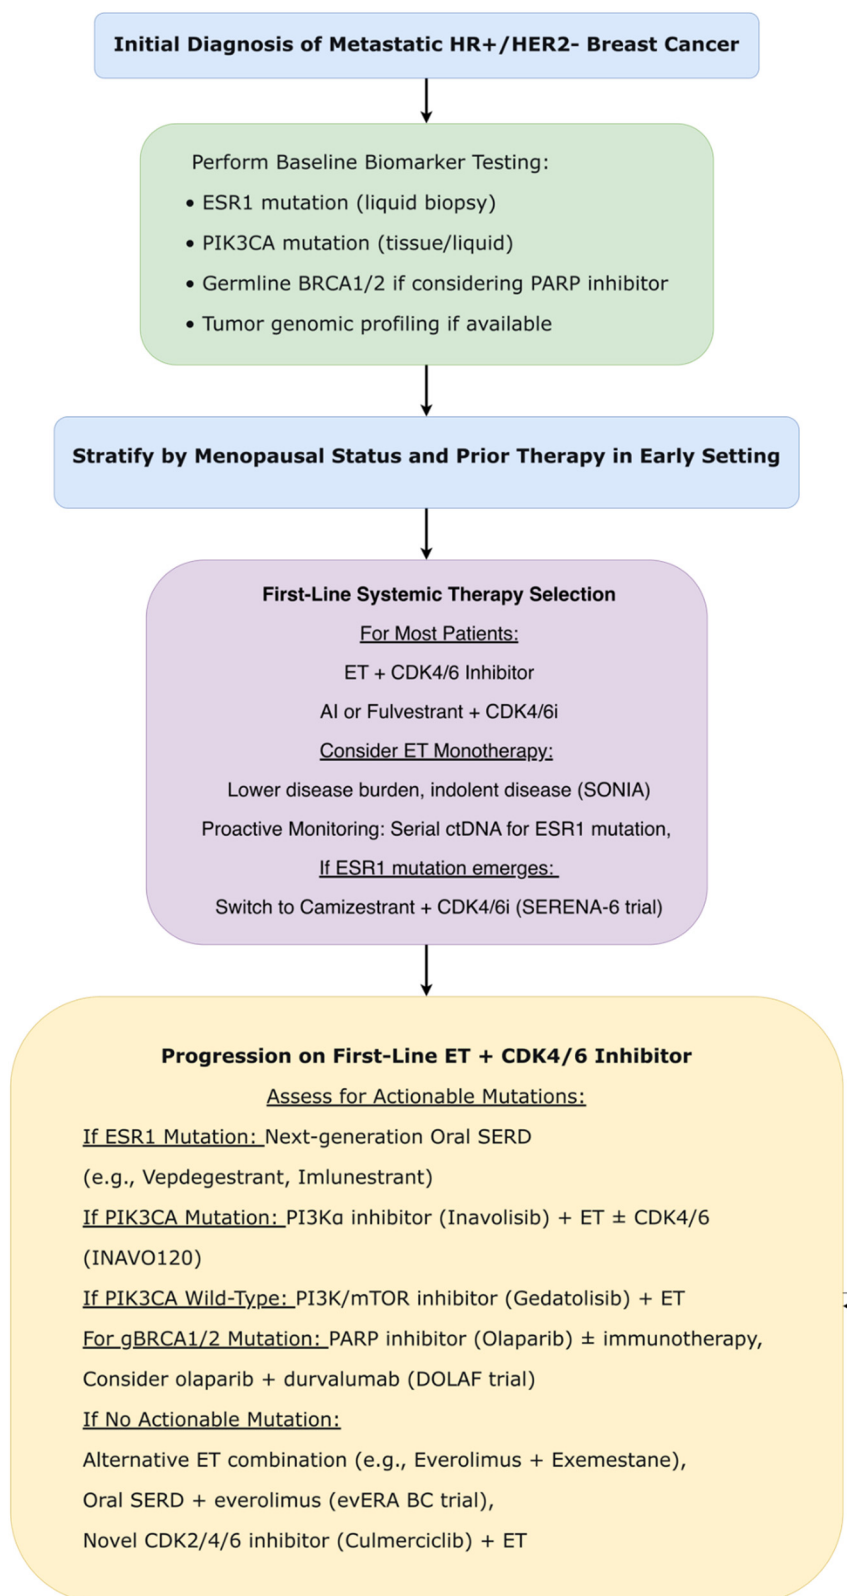 Initial Diagnosis of Metastatic HR+/HER2- Breast Cancer
Perform Baseline Biomarker Testing:
• ESR1 mutation (liquid biopsy)
• PIK3CA mutation (tissue/liquid)
• Germline BRCA1/2 if considering PARP inhibitor
• Tumor genomic profiling if available
Stratify by Menopausal Status and Prior Therapy in Early Setting
First-Line Systemic Therapy Selection
For Most Patients:
ET + CDK4/6 Inhibitor
AI or Fulvestrant + CDK4/6i
Consider ET Monotherapy:
Lower disease burden, indolent disease (SONIA)
Proactive Monitoring: Serial ctDNA for ESR1 mutation,
If ESR1 mutation emerges:
Switch to Camizestrant + CDK4/6i (SERENA-6 trial)
Progression on First-Line ET + CDK4/6 Inhibitor
Assess for Actionable Mutations:
If ESR1 Mutation: Next-generation Oral SERD
(e.g., Vepdegestrant, Imlunestrant)
If PIK3CA Mutation: PI3Kα inhibitor (Inavolisib) + ET ± CDK4/6
(INAVO120)
If PIK3CA Wild-Type: PI3K/mTOR inhibitor (Gedatolisib) + ET
For gBRCA1/2 Mutation: PARP inhibitor (Olaparib) ± immunotherapy,
Consider olaparib + durvalumab (DOLAF trial)
If No Actionable Mutation:
Alternative ET combination (e.g., Everolimus + Exemestane),
Oral SERD + everolimus (evERA BC trial),
Novel CDK2/4/6 inhibitor (Culmerciclib) + ET